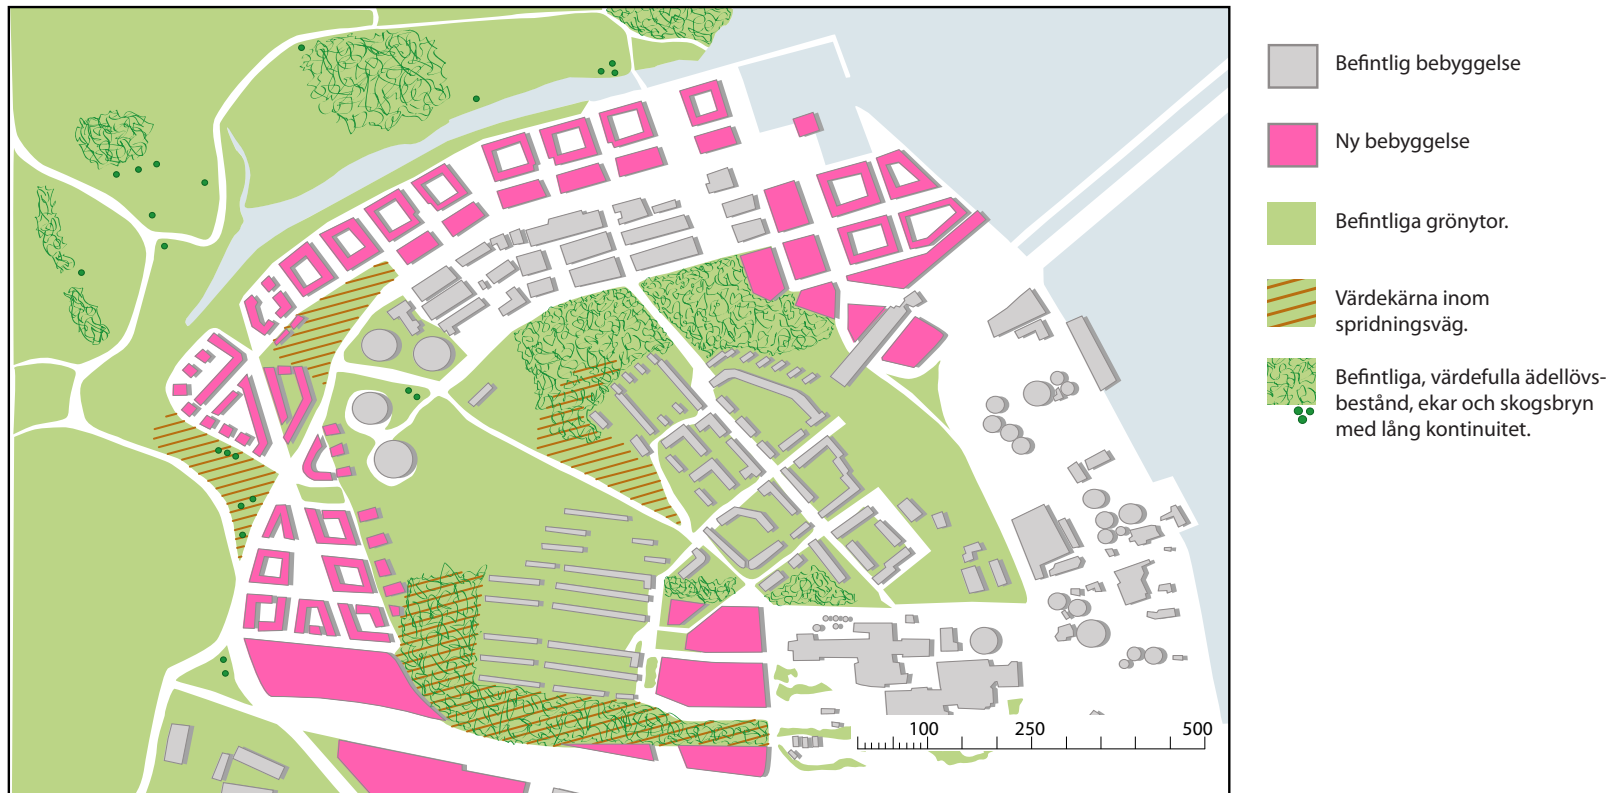 Befintlig bebyggelse
Ny bebyggelse
Befintliga grönytor.
Värdekärna inom
spridningsväg.
Befintliga, värdefulla ädellövs-
bestånd, ekar och skogsbryn
med lång kontinuitet.
100 250 500